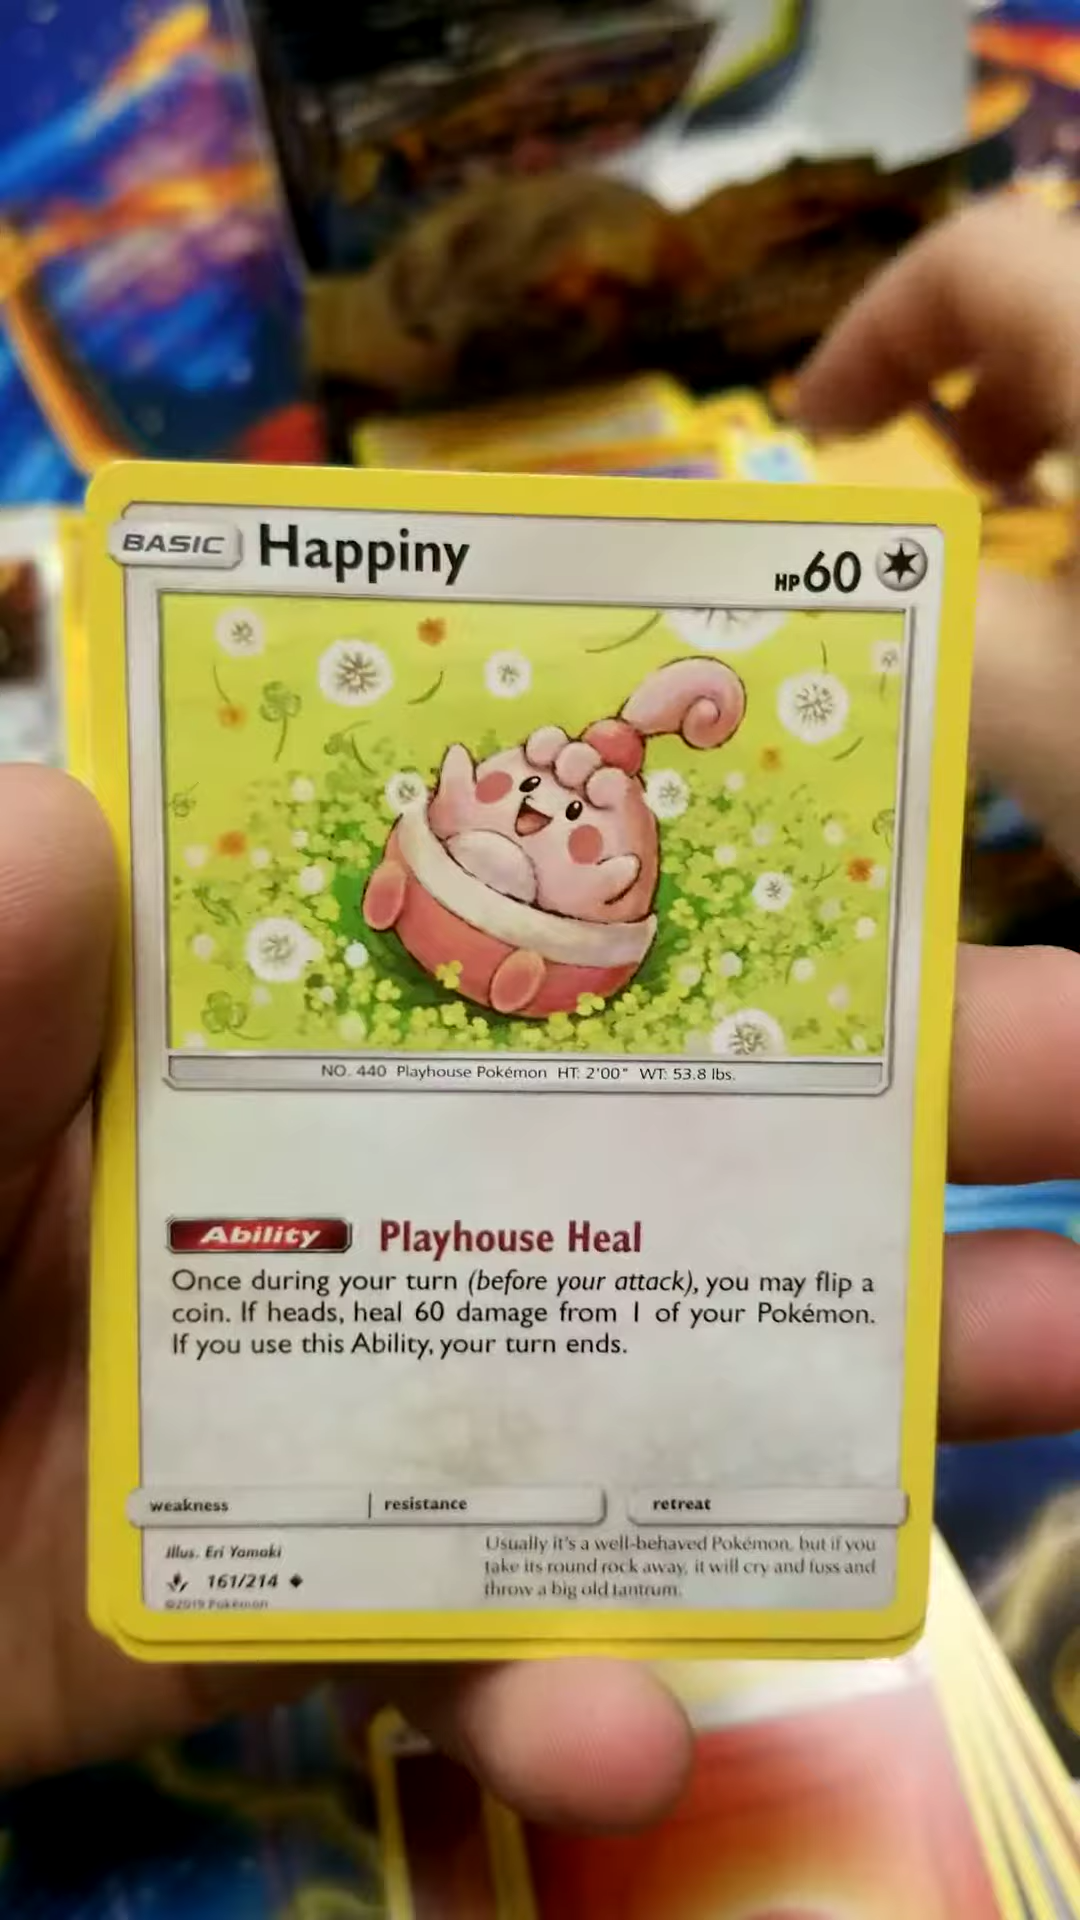 BASIC Happiny HP 60
NO. 440 Playhouse Pokémon HT: 2'00" WT: 53.8 lbs.
Ability Playhouse Heal
Once during your turn (before your attack), you may flip a
coin. If heads, heal 60 damage from 1 of your Pokémon.
If you use this Ability, your turn ends.
weakness resistance retreat
Illus. Eri Yamaki
161/214
©2019 Pokémon
Usually it's a well-behaved Pokémon, but if you
take its round rock away, it will cry and fuss and
throw a big old tantrum.